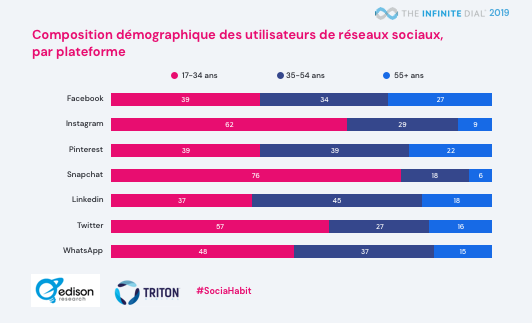 THE INFINITE DIAL 2019
Composition démographique des utilisateurs de réseaux sociaux,
par plateforme
17-34 ans 35-54 ans 55+ ans
Facebook 39 34 27
Instagram 62 29 9
Pinterest 39 39 22
Snapchat 76 18 6
Linkedin 37 45 18
Twitter 57 27 16
WhatsApp 48 37 15
edison
research
TRITON
#SociaHabit